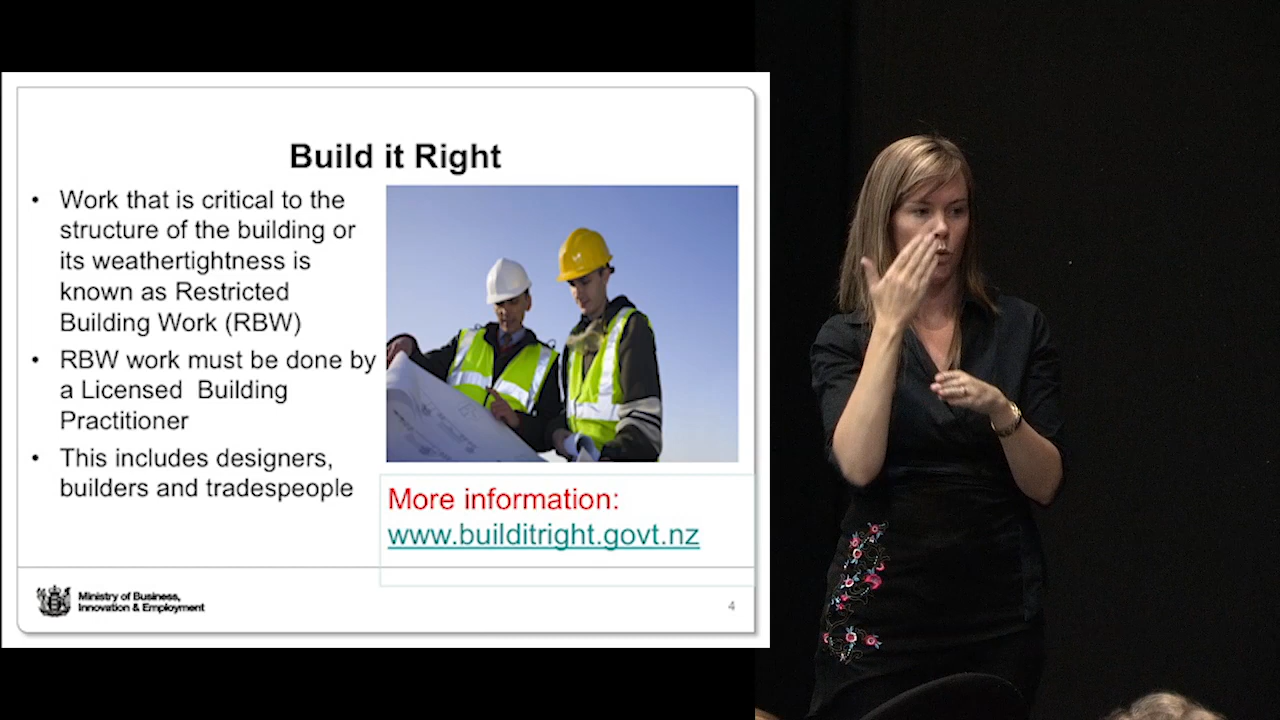 Build it Right
• Work that is critical to the
structure of the building or
its weathertightness is
known as Restricted
Building Work (RBW)
• RBW work must be done by
a Licensed  Building
Practitioner
• This includes designers,
builders and tradespeople
More information:
www.builditright.govt.nz
Ministry of Business,
Innovation & Employment
4